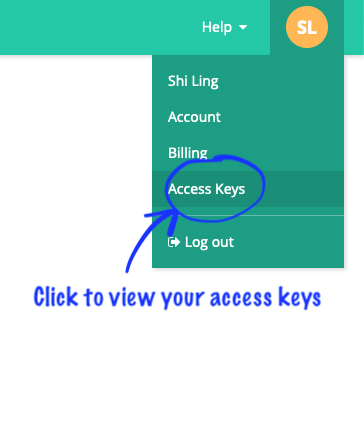 Help
SL
Shi Ling
Account
Billing
Access Keys
Log out
Click to view your access keys